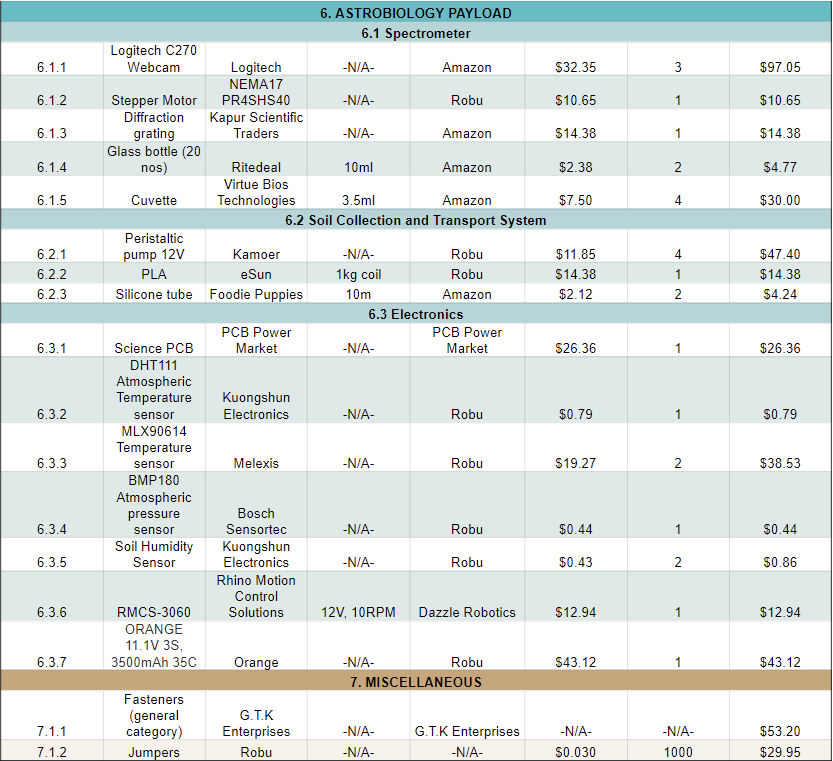 6. ASTROBIOLOGY PAYLOAD
6.1 Spectrometer
6.1.1 Logitech C270 Webcam Logitech -N/A- Amazon $32.35 3 $97.05
6.1.2 Stepper Motor NEMA17 PR4SHS40 -N/A- Robu $10.65 1 $10.65
6.1.3 Diffraction grating Kapur Scientific Traders -N/A- Amazon $14.38 1 $14.38
6.1.4 Glass bottle (20 nos) Ritedeal 10ml Amazon $2.38 2 $4.77
6.1.5 Cuvette Virtue Bios Technologies 3.5ml Amazon $7.50 4 $30.00
6.2 Soil Collection and Transport System
6.2.1 Peristaltic pump 12V Kamoer -N/A- Robu $11.85 4 $47.40
6.2.2 PLA eSun 1kg coil Robu $14.38 1 $14.38
6.2.3 Silicone tube Foodie Puppies 10m Amazon $2.12 2 $4.24
6.3 Electronics
6.3.1 Science PCB PCB Power Market -N/A- PCB Power Market $26.36 1 $26.36
6.3.2 DHT111 Atmospheric Temperature sensor Kuongshun Electronics -N/A- Robu $0.79 1 $0.79
6.3.3 MLX90614 Temperature sensor Melexis -N/A- Robu $19.27 2 $38.53
6.3.4 BMP180 Atmospheric pressure sensor Bosch Sensortec -N/A- Robu $0.44 1 $0.44
6.3.5 Soil Humidity Sensor Kuongshun Electronics -N/A- Robu $0.43 2 $0.86
6.3.6 RMCS-3060 Rhino Motion Control Solutions 12V, 10RPM Dazzle Robotics $12.94 1 $12.94
6.3.7 ORANGE 11.1V 3S, 3500mAh 35C Orange -N/A- Robu $43.12 1 $43.12
7. MISCELLANEOUS
7.1.1 Fasteners (general category) G.T.K Enterprises -N/A- G.T.K Enterprises -N/A- -N/A- $53.20
7.1.2 Jumpers Robu -N/A- -N/A- $0.030 1000 $29.95